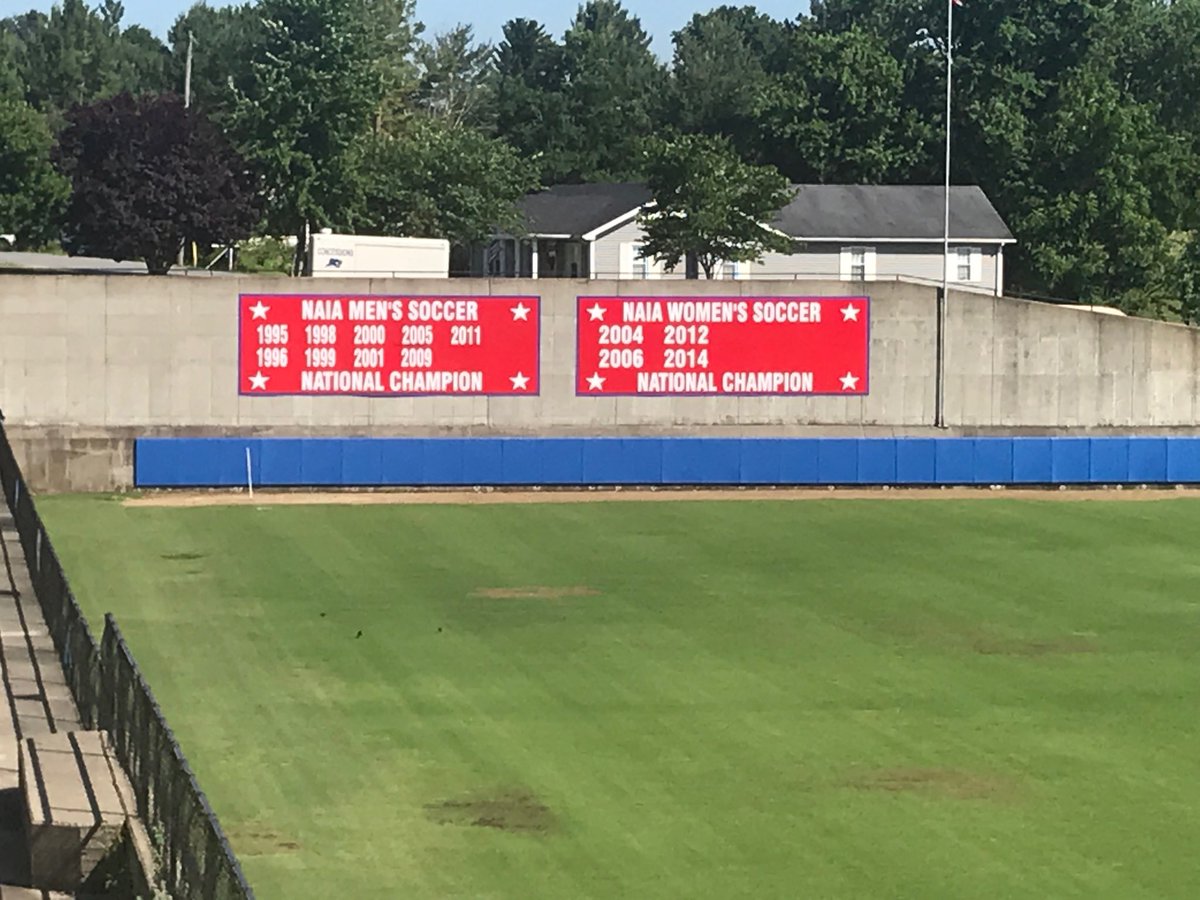 CONCESSIONS
NAIA MEN'S SOCCER
1995 1998 2000 2005 2011
1996 1999 2001 2009
NATIONAL CHAMPION
NAIA WOMEN'S SOCCER
2004 2012
2006 2014
NATIONAL CHAMPION